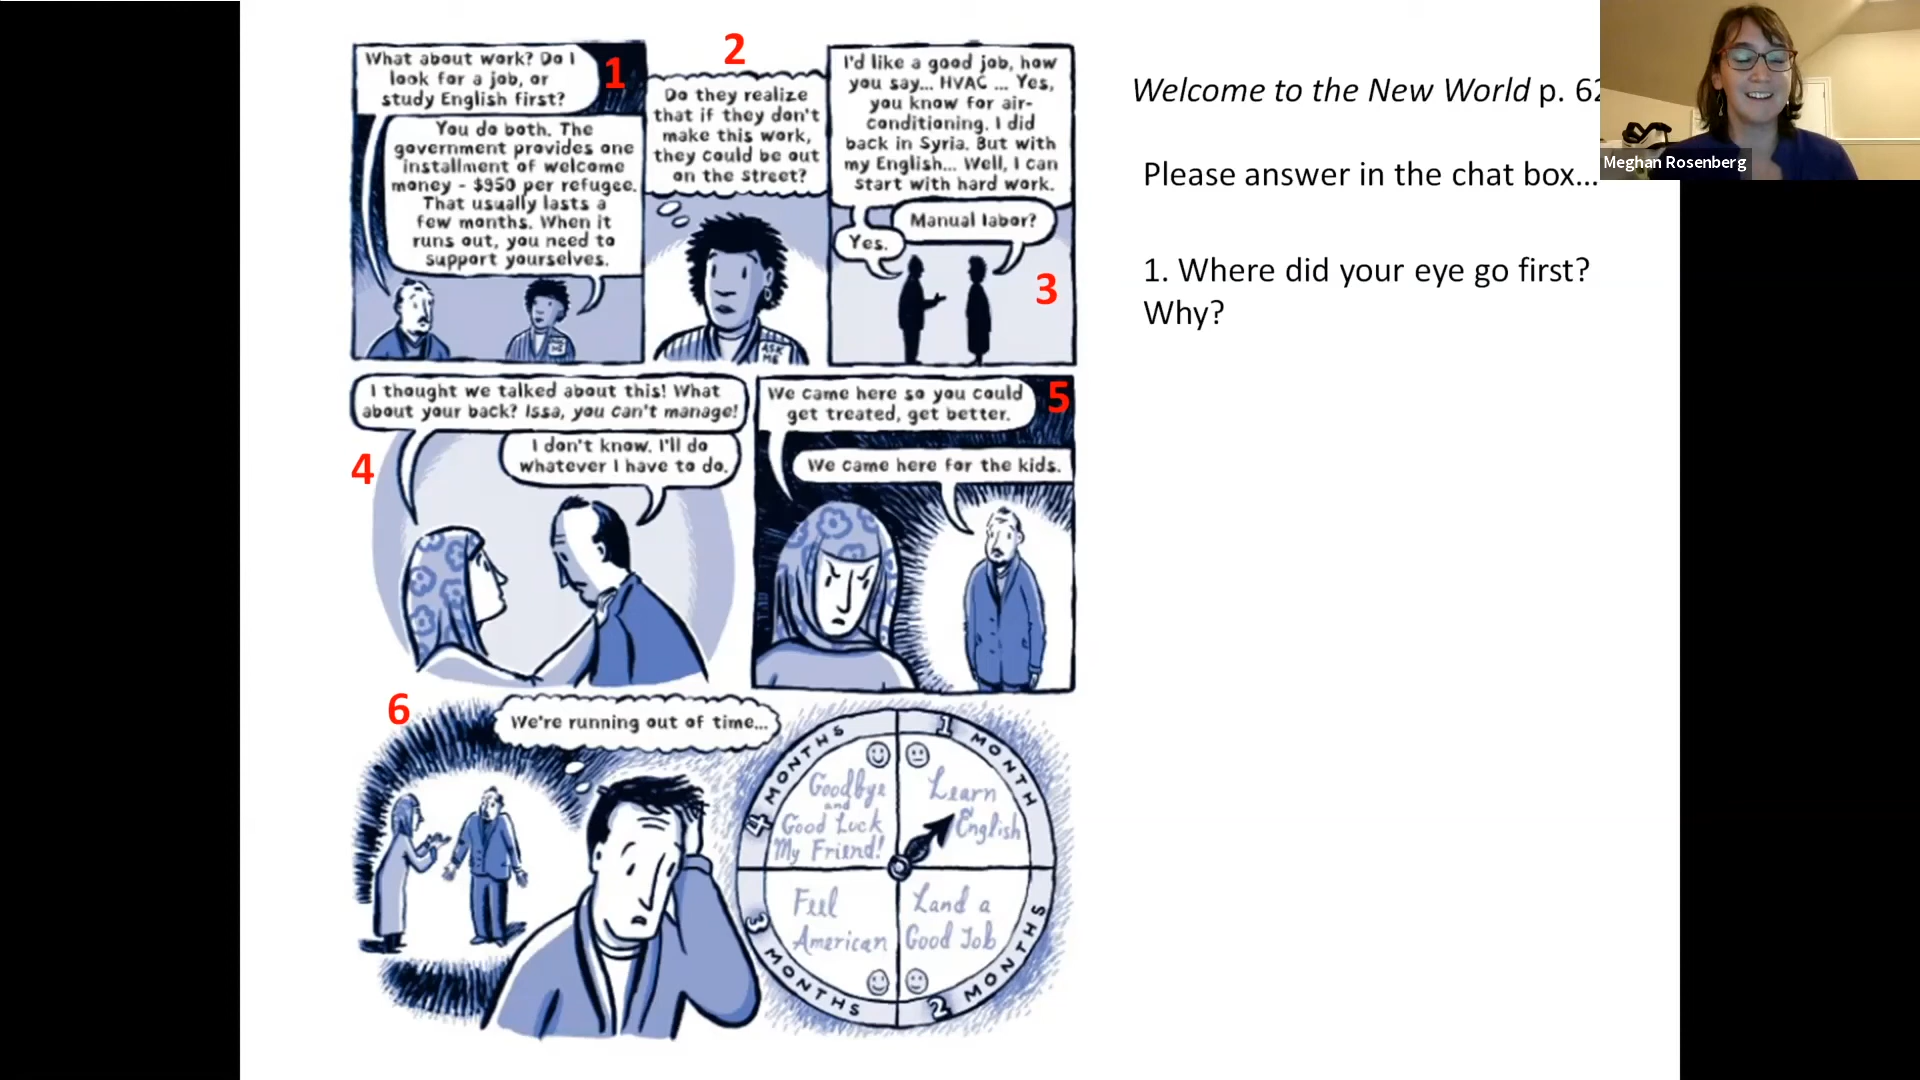 What about work? Do I
look for a job, or
study English first?
1
You do both. The
government provides one
installment of welcome
money - $950 per refugee.
That usually lasts a
few months. When it
runs out, you need to
support yourselves.
ASK
ME
2
Do they realize
that if they don't
make this work,
they could be out
on the street?
ASK
ME
I'd like a good job, how
you say... HVAC ... Yes,
you know for air-
conditioning. I did
back in Syria. But with
my English... Well, I can
start with hard work.
Manual labor?
Yes.
3
I thought we talked about this! What
about your back? Issa, you can't manage!
I don't know. I'll do
whatever I have to do.
4
We came here so you could
get treated, get better.
5
We came here for the kids.
6
We're running out of time...
1 MONTH
Learn
English
2 MONTHS
Land a
Good Job
3 MONTHS
Feel
American
4 MONTHS
Goodbye
and
Good Luck
My Friend!
Welcome to the New World p. 62
Please answer in the chat box...
1. Where did your eye go first?
Why?
Meghan Rosenberg